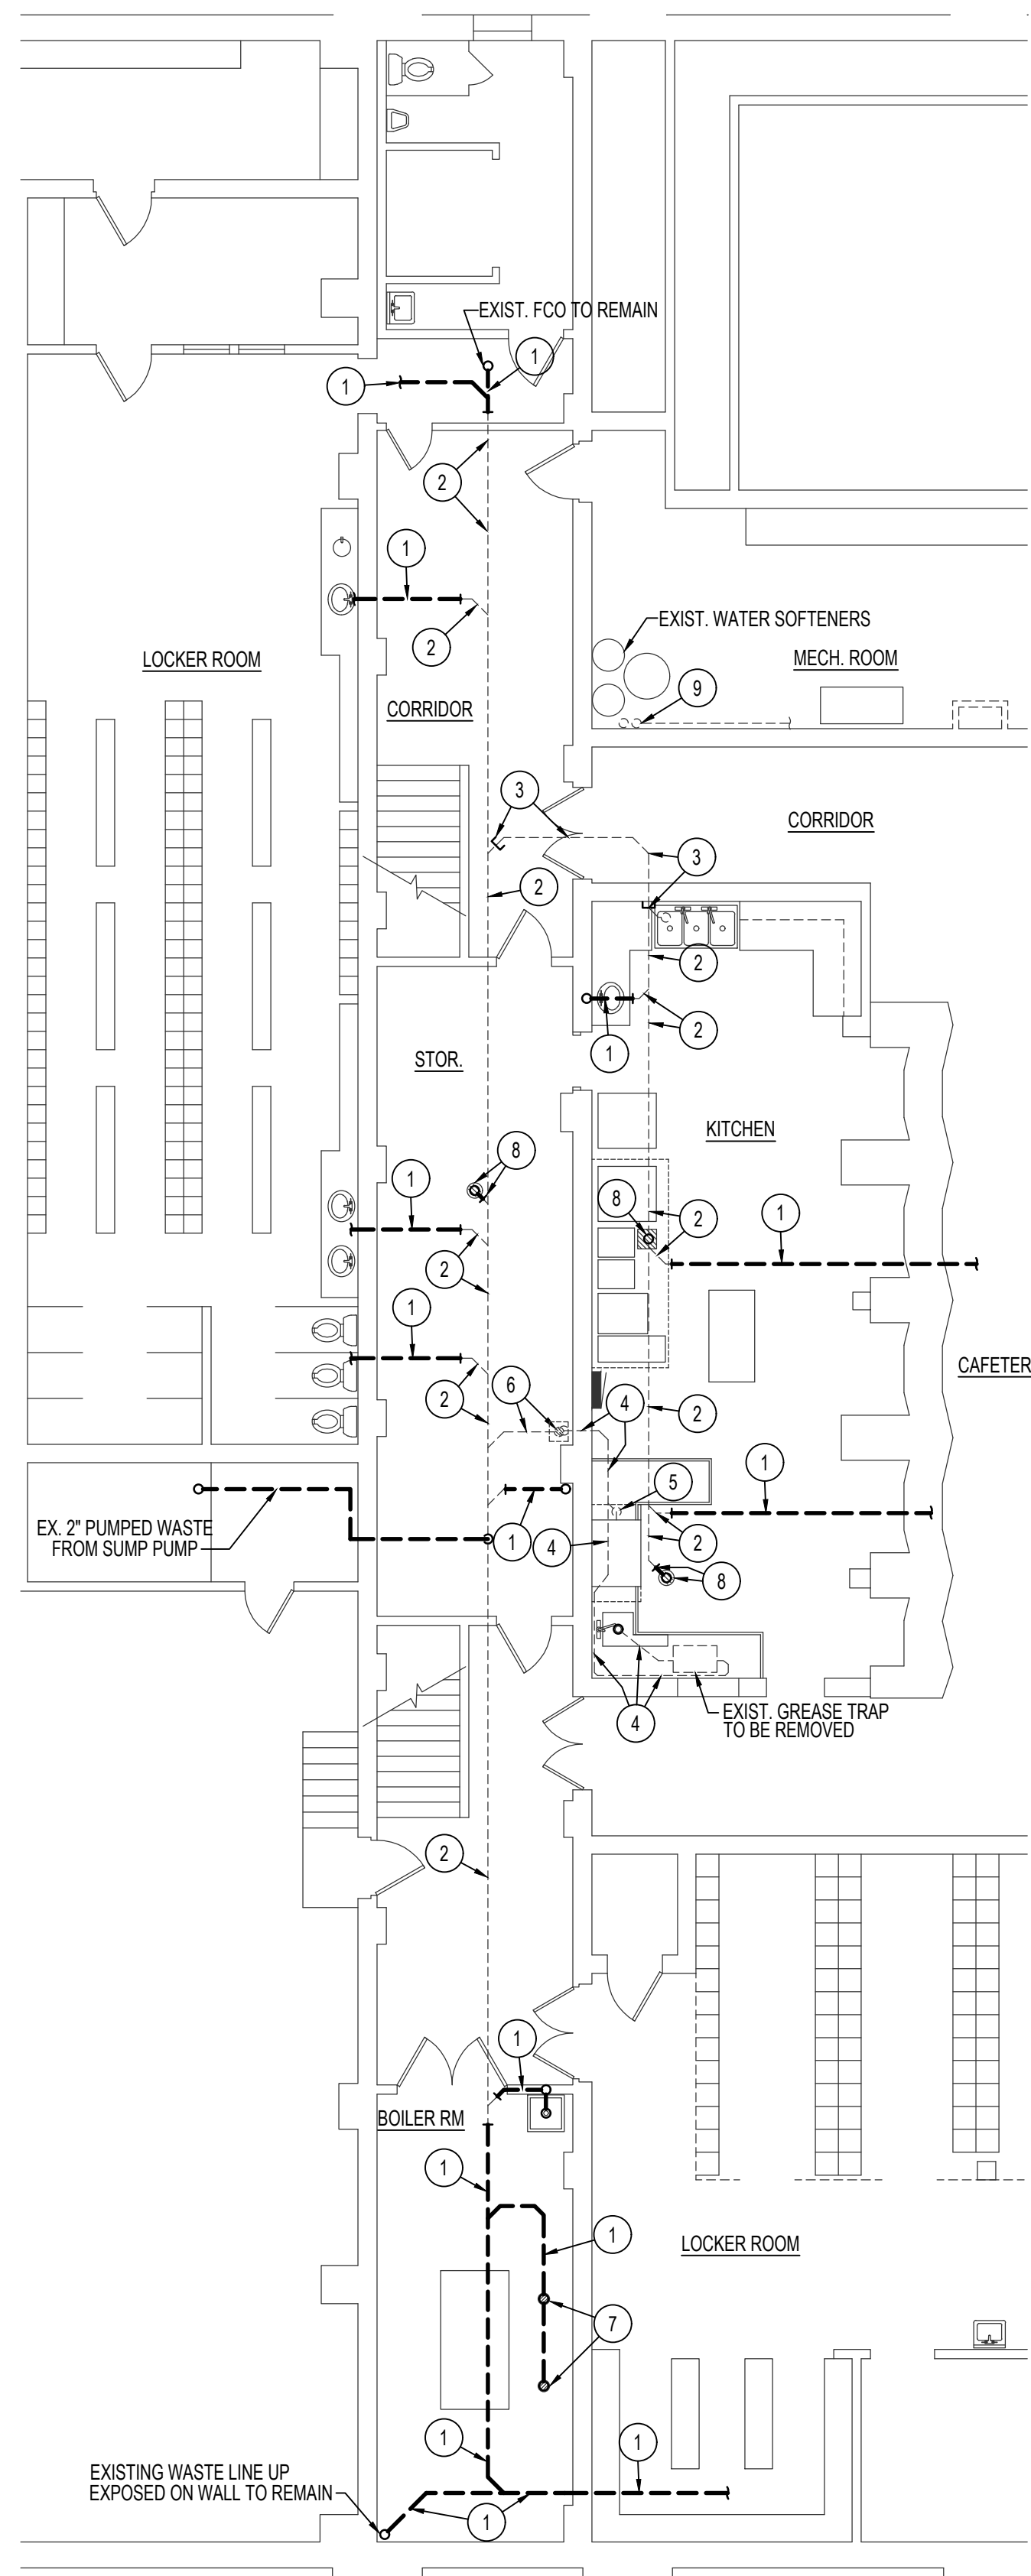 EXIST. FCO TO REMAIN
1
1
2
1
2
EXIST. WATER SOFTENERS
LOCKER ROOM
MECH. ROOM
9
CORRIDOR
3
CORRIDOR
3
2
2
2
1
STOR.
KITCHEN
8
1
8
2
1
2
1
CAFETER
2
6
4
2
1
5
EX. 2" PUMPED WASTE
FROM SUMP PUMP
1
4
2
8
EXIST. GREASE TRAP
TO BE REMOVED
4
2
1
BOILER RM
1
1
LOCKER ROOM
7
1
1
EXISTING WASTE LINE UP
EXPOSED ON WALL TO REMAIN
1